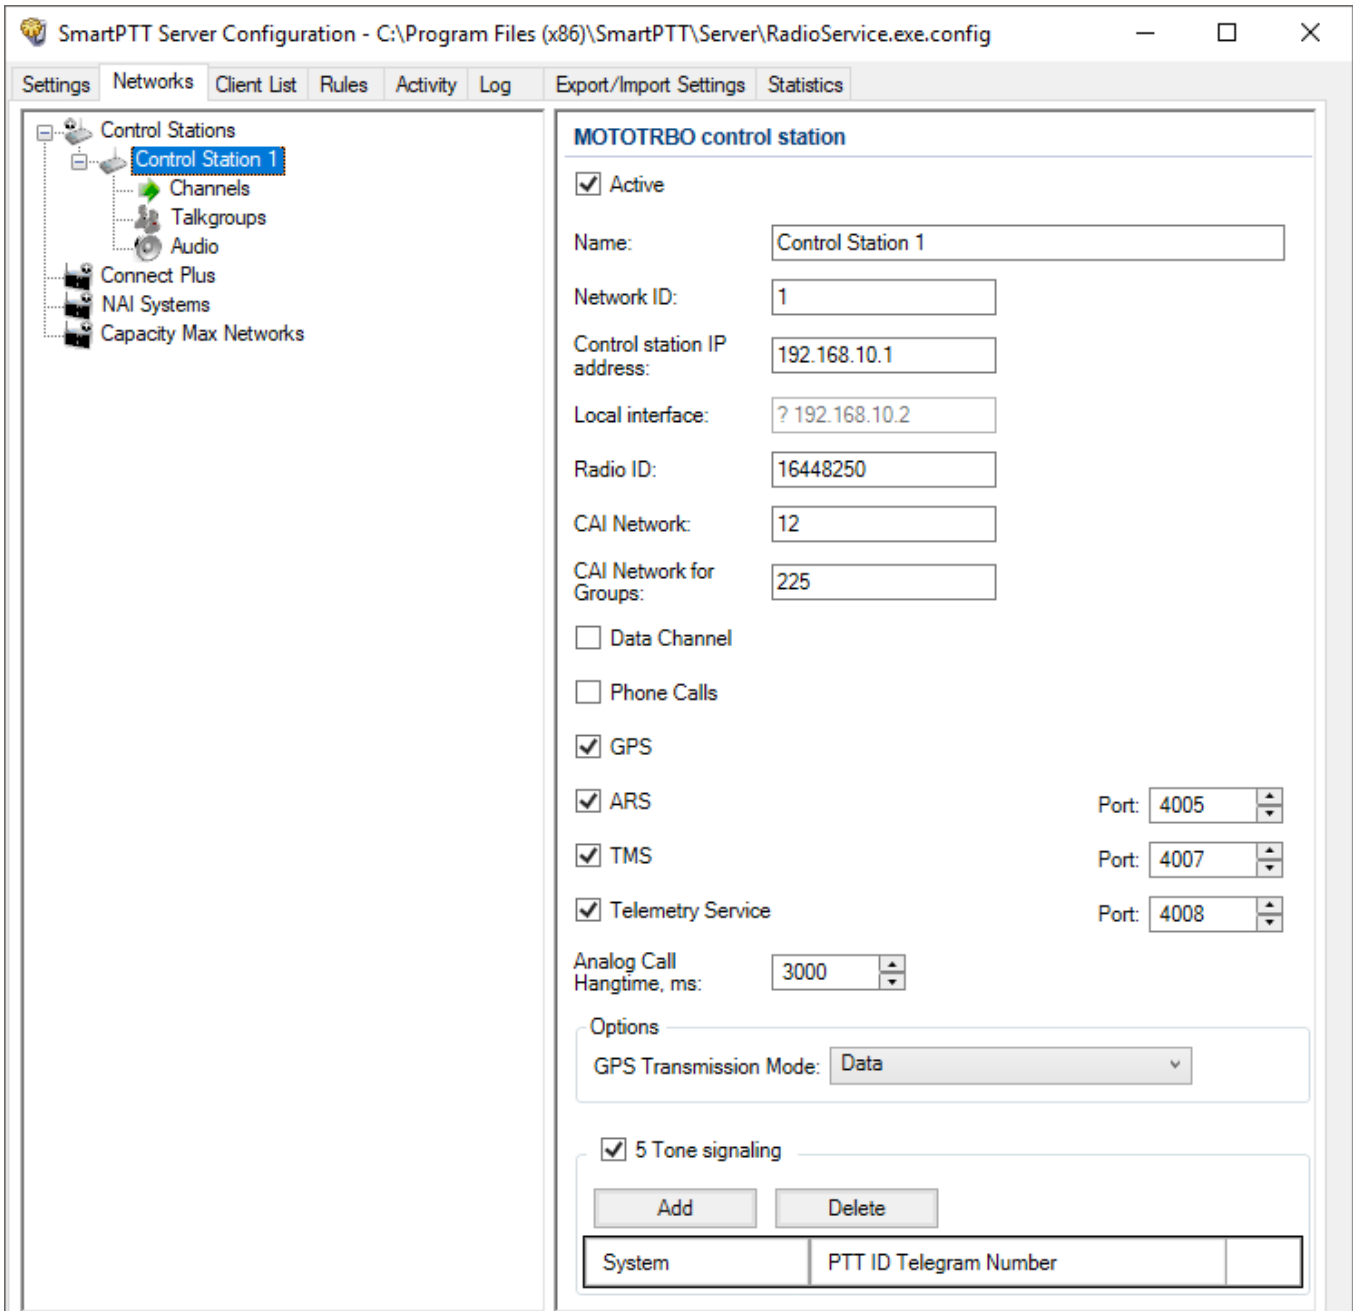 SmartPTT Server Configuration - C:\Program Files (x86)\SmartPTT\Server\RadioService.exe.config
Settings Networks Client List Rules Activity Log Export/Import Settings Statistics
Control Stations
Control Station 1
Channels
Talkgroups
Audio
Connect Plus
NAI Systems
Capacity Max Networks
MOTOTRBO control station
Active
Name: Control Station 1
Network ID: 1
Control station IP
address: 192.168.10.1
Local interface: ? 192.168.10.2
Radio ID: 16448250
CAI Network: 12
CAI Network for
Groups: 225
Data Channel
Phone Calls
GPS
ARS Port: 4005
TMS Port: 4007
Telemetry Service Port: 4008
Analog Call
Hangtime, ms: 3000
Options
GPS Transmission Mode: Data
5 Tone signaling
Add Delete
System PTT ID Telegram Number